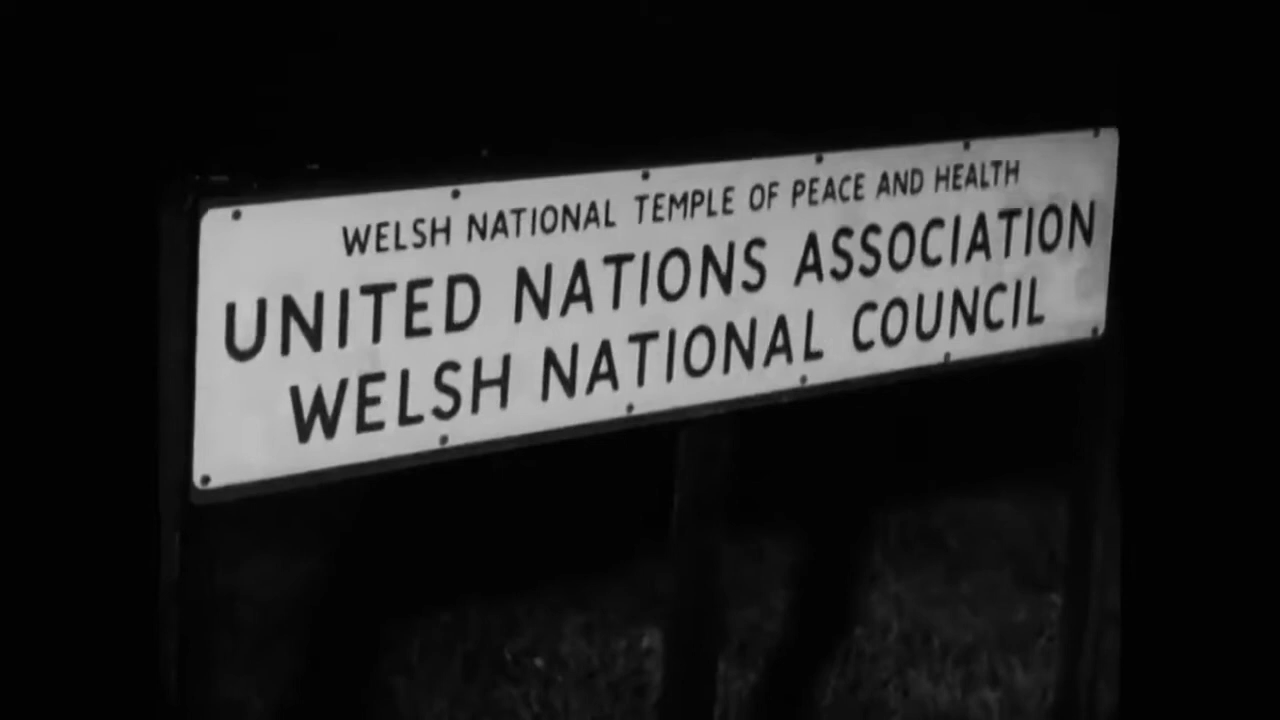 WELSH NATIONAL TEMPLE OF PEACE AND HEALTH
UNITED NATIONS ASSOCIATION
WELSH NATIONAL COUNCIL